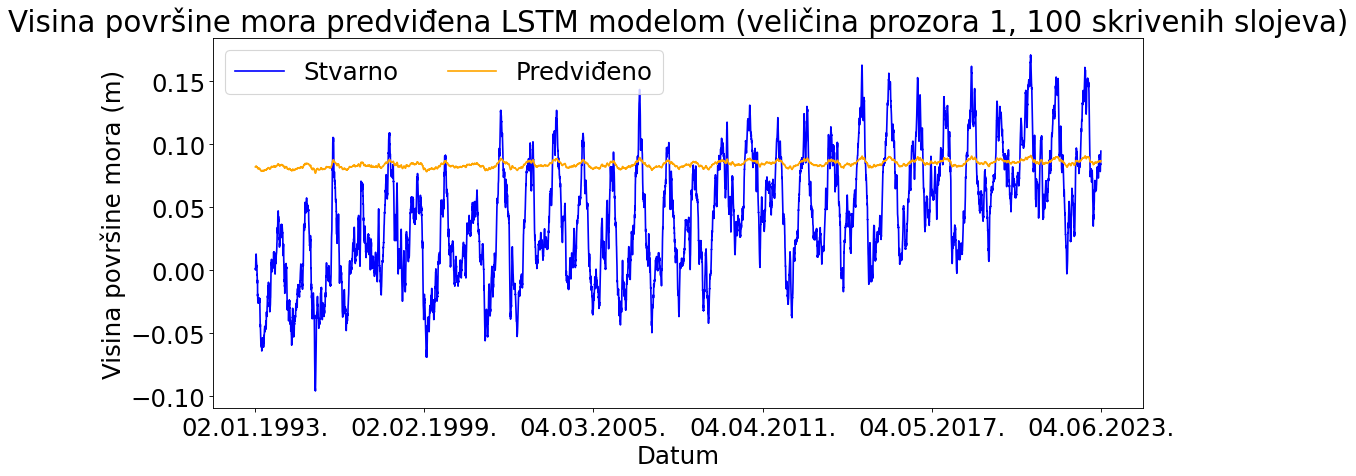 Visina površine mora predviđena LSTM modelom (veličina prozora 1, 100 skrivenih slojeva)
Stvarno
Predviđeno
Visina površine mora (m)
0.15
0.10
0.05
0.00
−0.05
−0.10
02.01.1993.
02.02.1999.
04.03.2005.
04.04.2011.
04.05.2017.
04.06.2023.
Datum